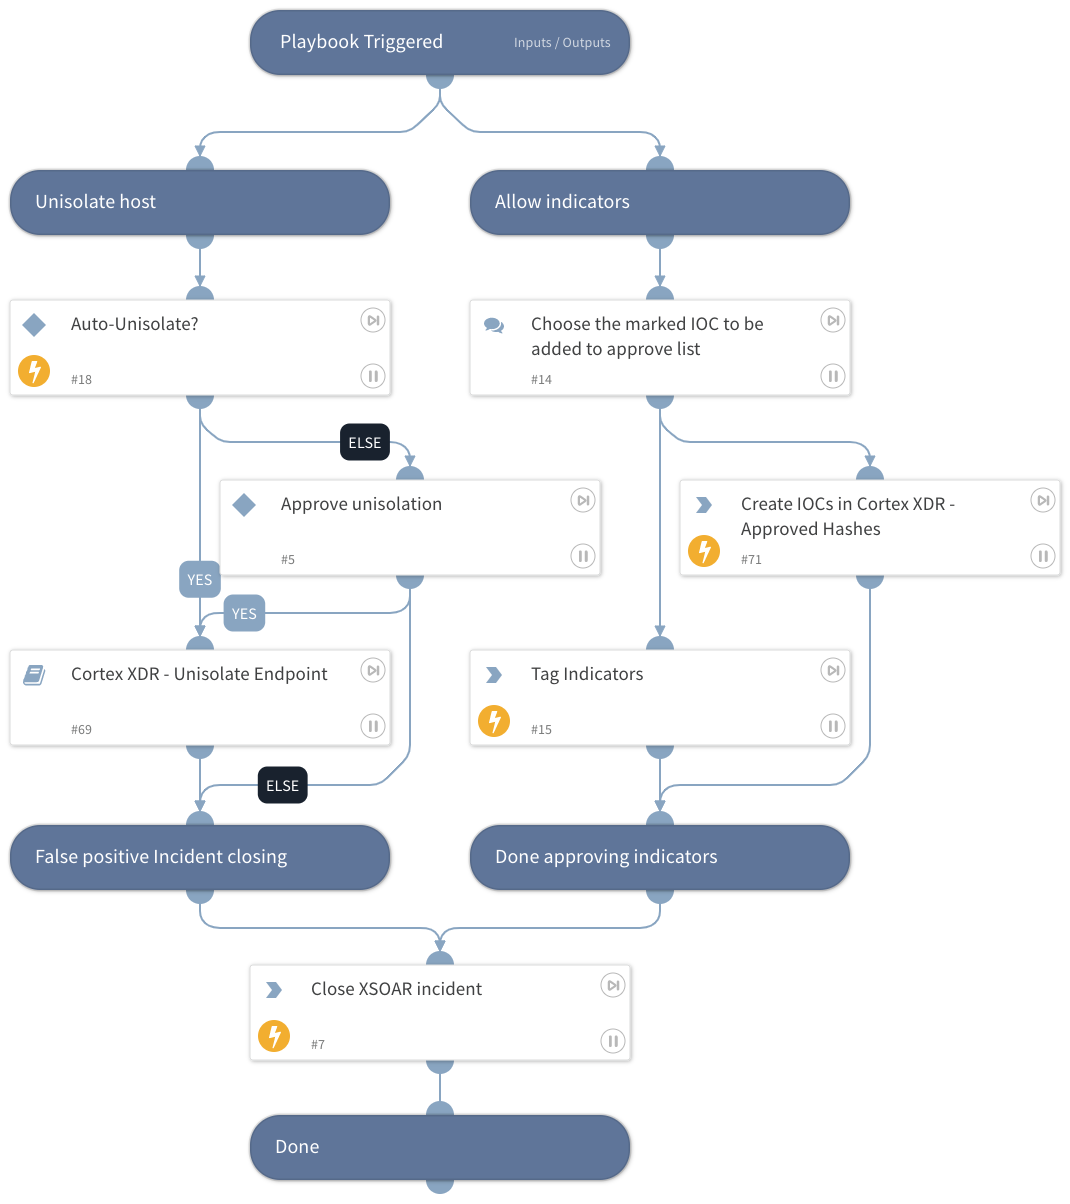 Playbook Triggered
Inputs / Outputs
Unisolate host
Allow indicators
Auto-Unisolate?
#18
Choose the marked IOC to be
added to approve list
#14
ELSE
Approve unisolation
#5
Create IOCs in Cortex XDR -
Approved Hashes
#71
YES
YES
Cortex XDR - Unisolate Endpoint
#69
Tag Indicators
#15
ELSE
False positive Incident closing
Done approving indicators
Close XSOAR incident
#7
Done